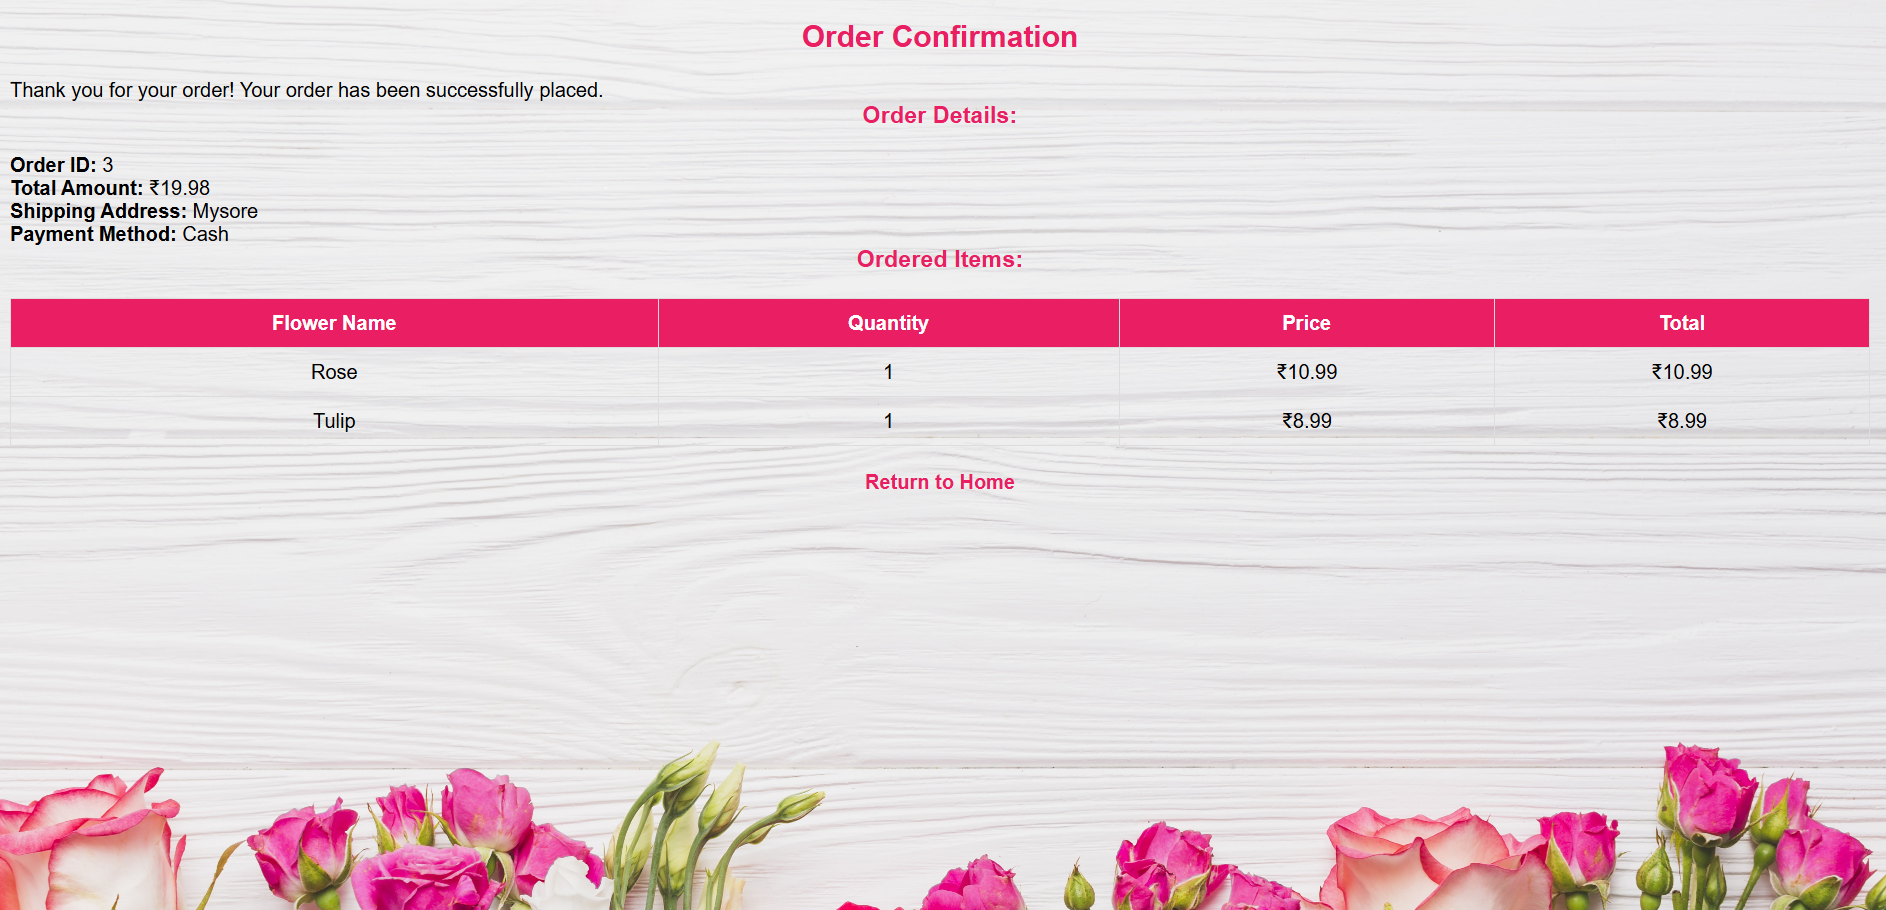 Order Confirmation
Thank you for your order! Your order has been successfully placed.
Order Details:
Order ID: 3
Total Amount: ₹19.98
Shipping Address: Mysore
Payment Method: Cash
Ordered Items:
Flower Name Quantity Price Total
Rose 1 ₹10.99 ₹10.99
Tulip 1 ₹8.99 ₹8.99
Return to Home